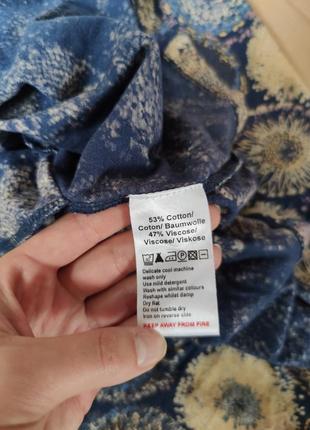 53% Cotton/
Coton/ Baumwolle
47% Viscose/
Viscose/ Viskose
Delicate cool machine
wash only
Use mild detergent
Wash with similar colours
Reshape whilst damp
Dry flat
Do not tumble dry
Iron on reverse side
KEEP AWAY FROM FIRE